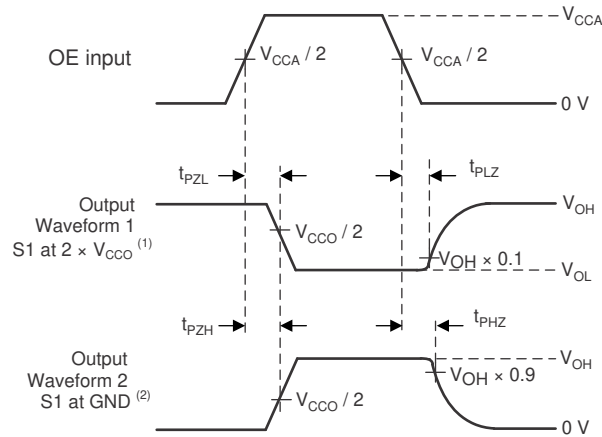 V_CCA
OE input
V_CCA / 2
V_CCA / 2
0 V
t_PZL
t_PLZ
Output
Waveform 1
S1 at 2 × V_CCO (1)
V_OH
V_CCO / 2
V_OH × 0.1
V_OL
t_PZH
t_PHZ
Output
Waveform 2
S1 at GND (2)
V_OH
V_OH × 0.9
V_CCO / 2
0 V